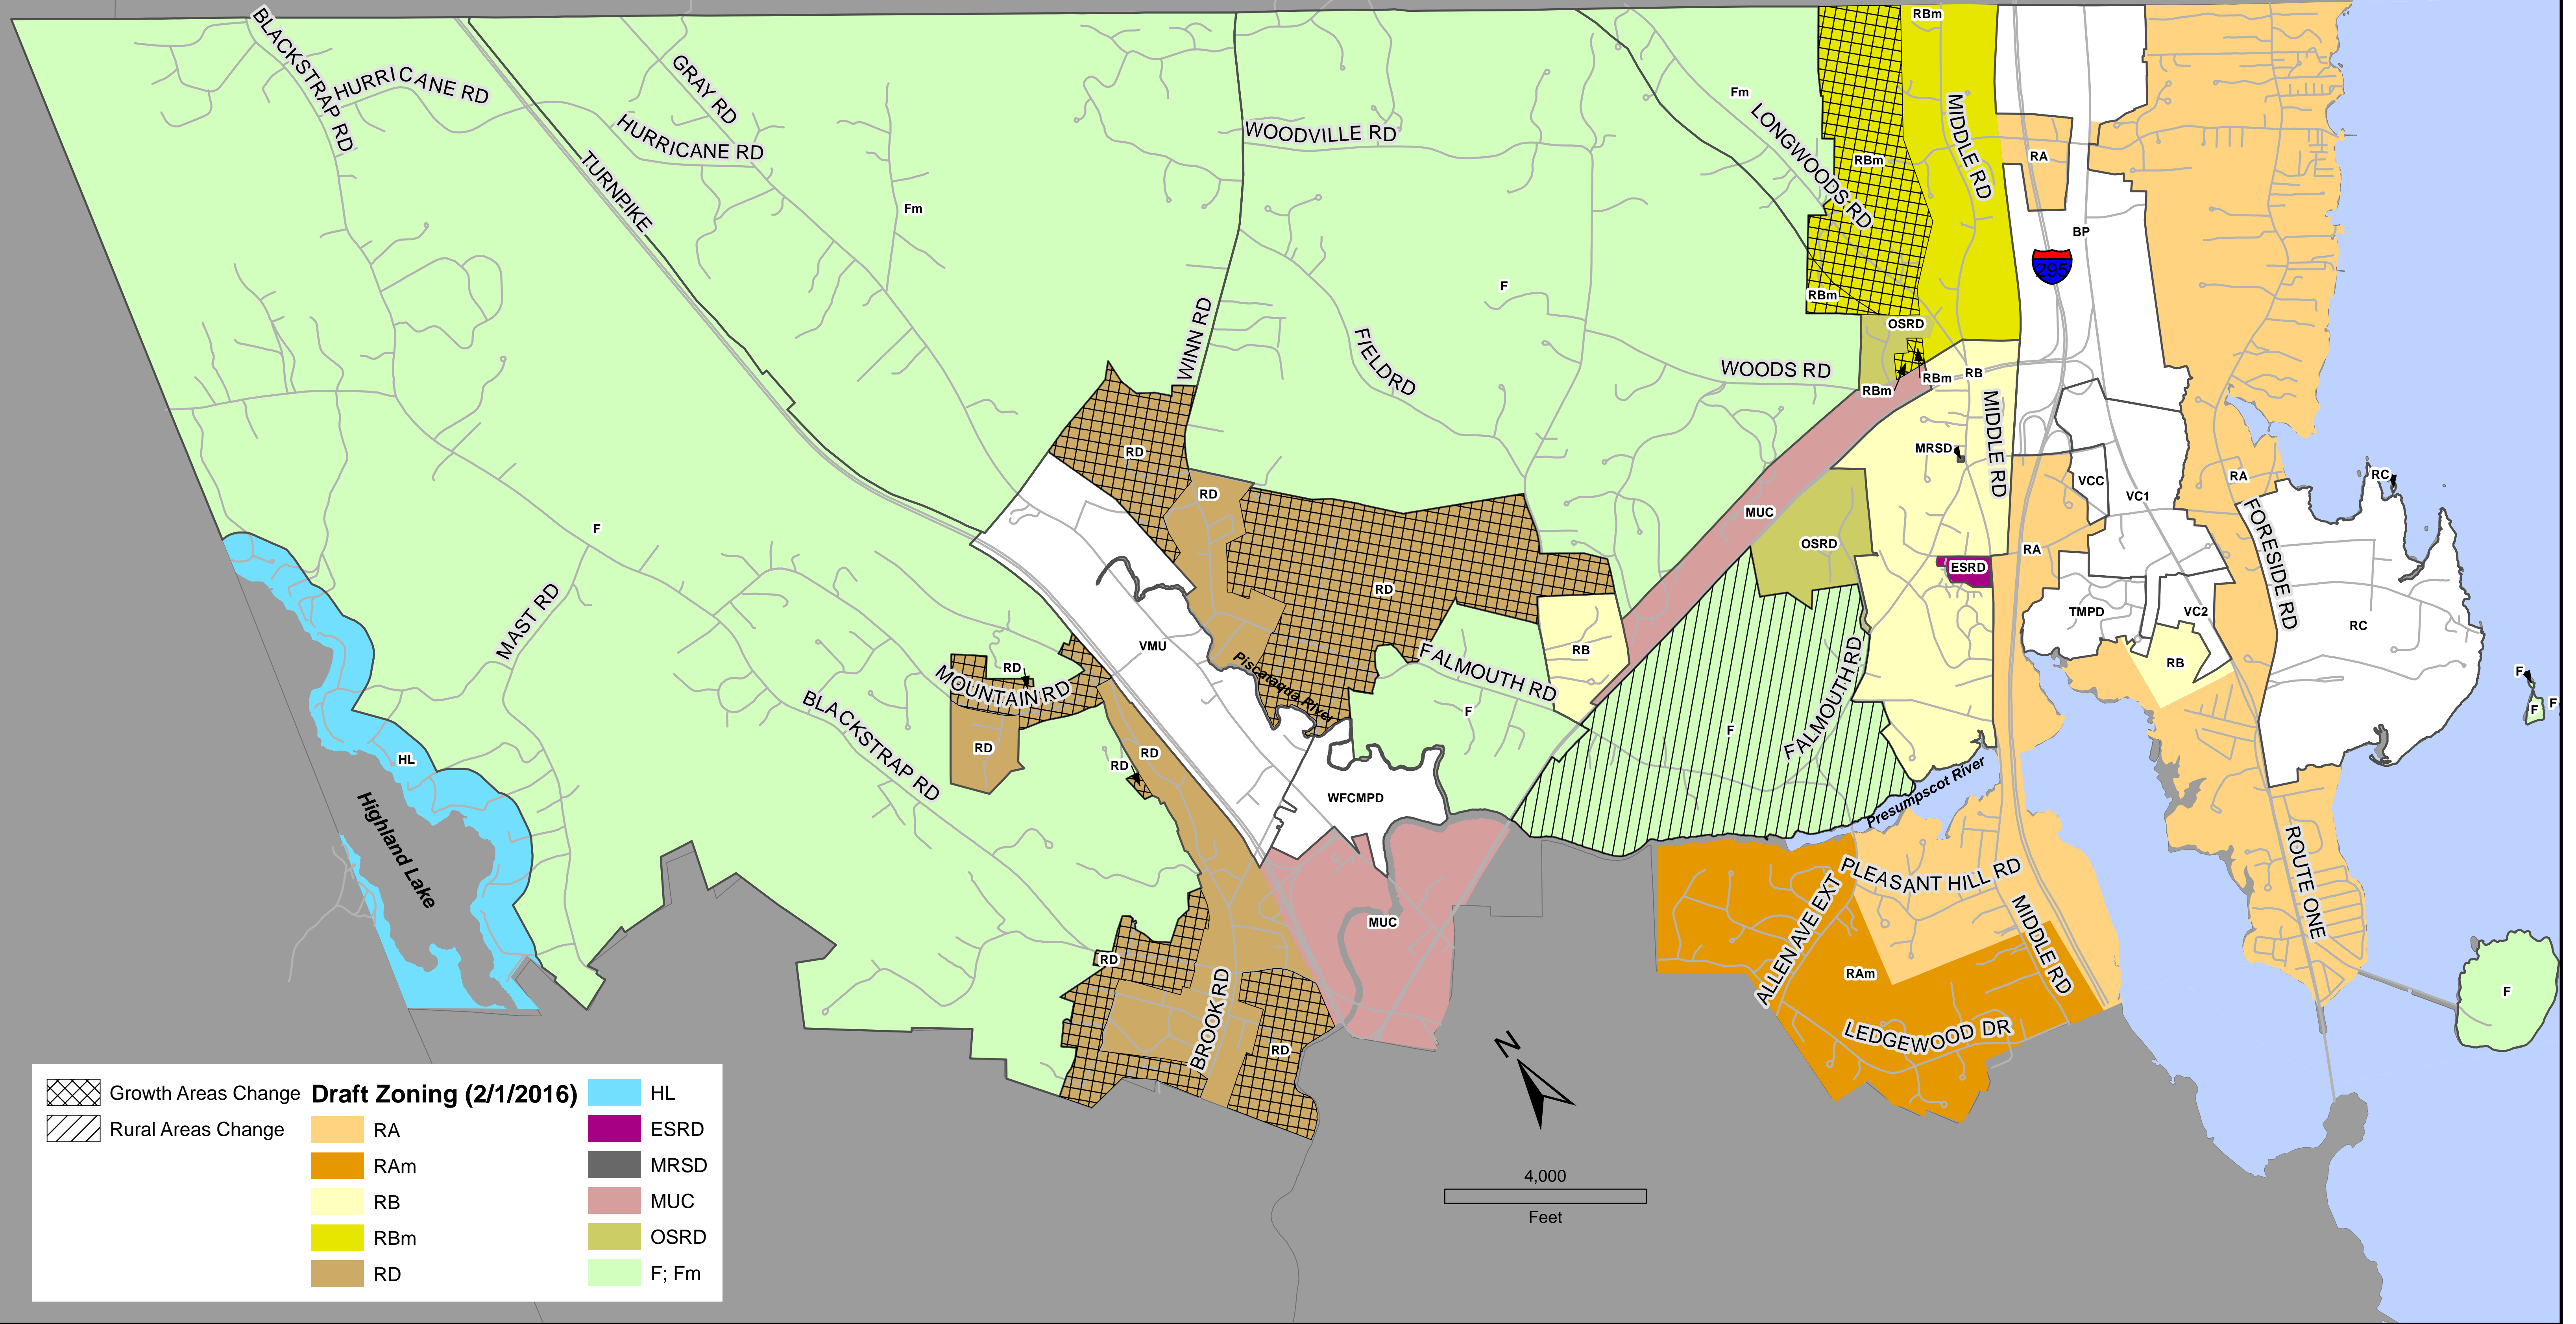 BLACKSTRAP RD
HURRICANE RD
GRAY RD
HURRICANE RD
TURNPIKE
Fm
WOODVILLE RD
Fm
LONGWOODS RD
RBm
RBm
RBm
MIDDLE RD
RA
BP
295
F
WINN RD
FIELD RD
WOODS RD
OSRD
RBm
RBm
RB
MIDDLE RD
MRSD
RD
RD
RD
MUC
OSRD
ESRD
RA
VCC
VC1
RA
RC
FORESIDE RD
F
MAST RD
HL
Highland Lake
RD
MOUNTAIN RD
RD
BLACKSTRAP RD
RD
RD
VMU
Piscataqua River
FALMOUTH RD
RB
F
F
FALMOUTH RD
TMPD
VC2
RB
RC
F
F
F
WFCMPD
Presumpscot River
MUC
PLEASANT HILL RD
ALLEN AVE EXT
MIDDLE RD
RAm
LEDGEWOOD DR
ROUTE ONE
F
RD
BROOK RD
RD
N
4,000
Feet
Growth Areas Change
Rural Areas Change
Draft Zoning (2/1/2016)
RA
RAm
RB
RBm
RD
HL
ESRD
MRSD
MUC
OSRD
F; Fm